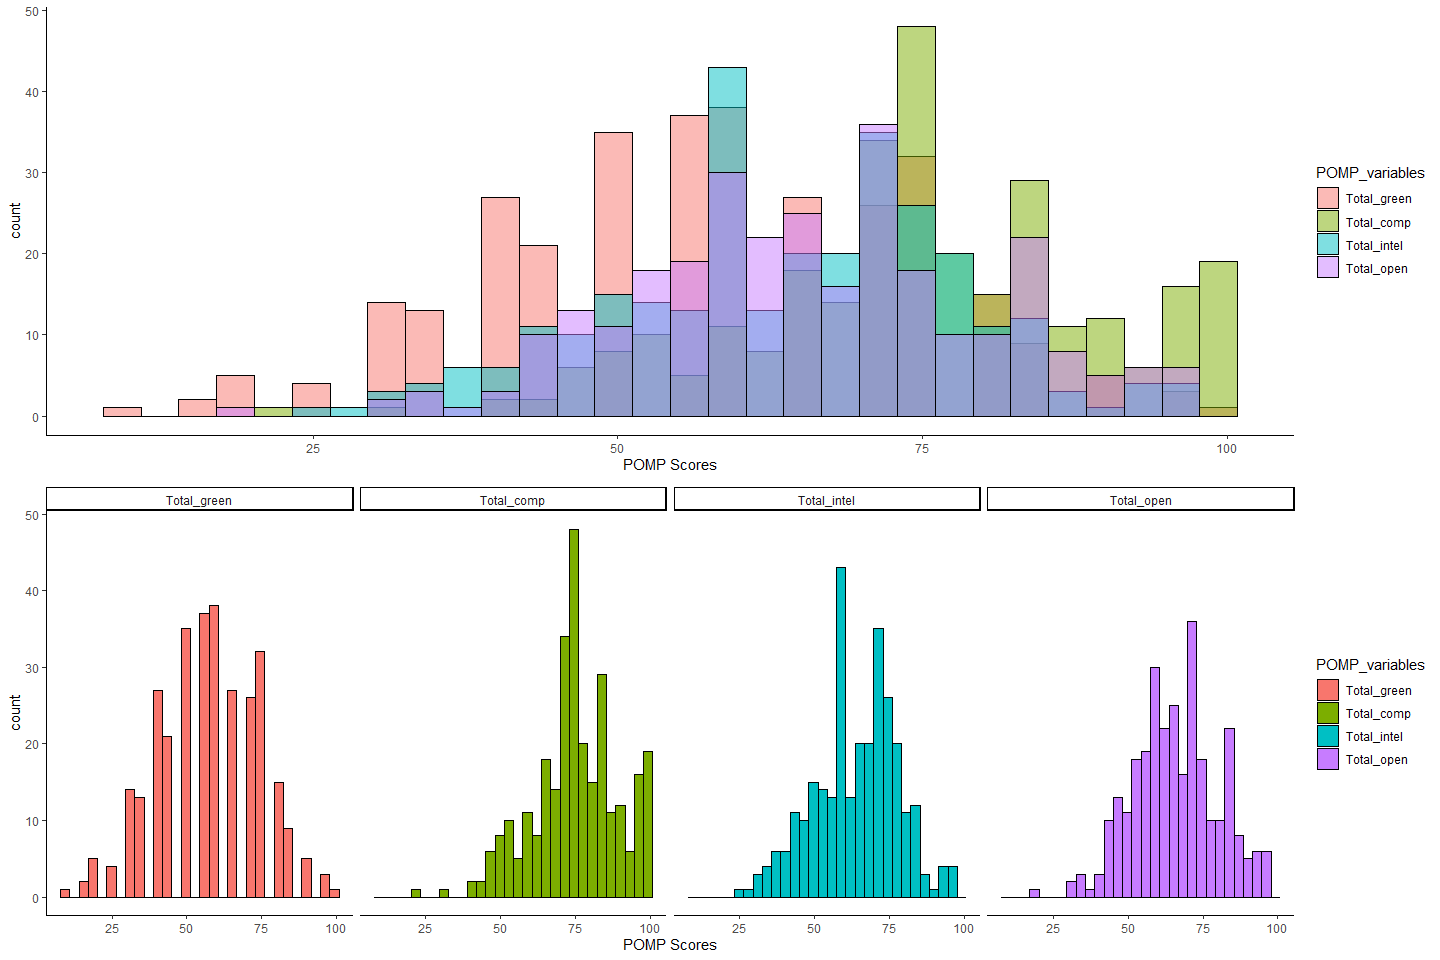 50
40
30
20
10
0
count
25
50
75
100
POMP Scores
POMP_variables
Total_green
Total_comp
Total_intel
Total_open
Total_green
Total_comp
Total_intel
Total_open
50
40
30
20
10
0
count
25
50
75
100
25
50
75
100
25
50
75
100
25
50
75
100
POMP Scores
POMP_variables
Total_green
Total_comp
Total_intel
Total_open